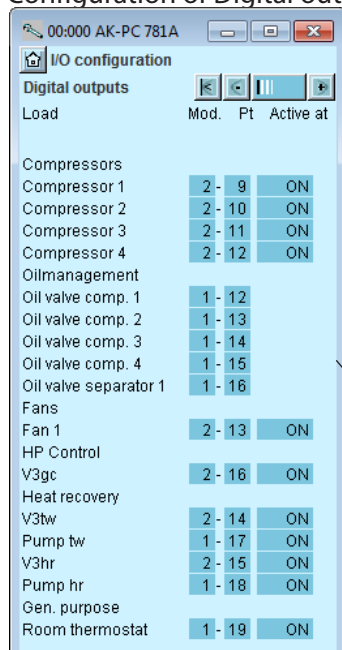 Configuration of Digital out
00:000 AK-PC 781A
I/O configuration
Digital outputs
Load Mod. Pt Active at
Compressors
Compressor 1 2 - 9 ON
Compressor 2 2 - 10 ON
Compressor 3 2 - 11 ON
Compressor 4 2 - 12 ON
Oilmanagement
Oil valve comp. 1 1 - 12
Oil valve comp. 2 1 - 13
Oil valve comp. 3 1 - 14
Oil valve comp. 4 1 - 15
Oil valve separator 1 1 - 16
Fans
Fan 1 2 - 13 ON
HP Control
V3gc 2 - 16 ON
Heat recovery
V3tw 2 - 14 ON
Pump tw 1 - 17 ON
V3hr 2 - 15 ON
Pump hr 1 - 18 ON
Gen. purpose
Room thermostat 1 - 19 ON